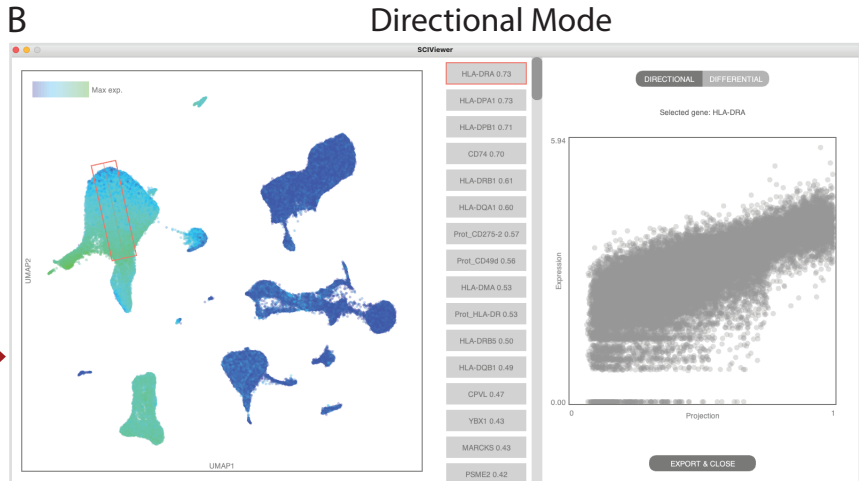 B
Directional Mode
SCIViewer
Max exp.
UMAP2
UMAP1
HLA-DRA 0.73
HLA-DPA1 0.73
HLA-DPB1 0.71
CD74 0.70
HLA-DRB1 0.61
HLA-DQA1 0.60
Prot_CD275-2 0.57
Prot_CD49d 0.56
HLA-DMA 0.53
Prot_HLA-DR 0.53
HLA-DRB5 0.50
HLA-DQB1 0.49
CPVL 0.47
YBX1 0.43
MARCKS 0.43
PSME2 0.42
DIRECTIONAL DIFFERENTIAL
Selected gene: HLA-DRA
5.94
Expression
0.00
0 Projection 1
EXPORT & CLOSE